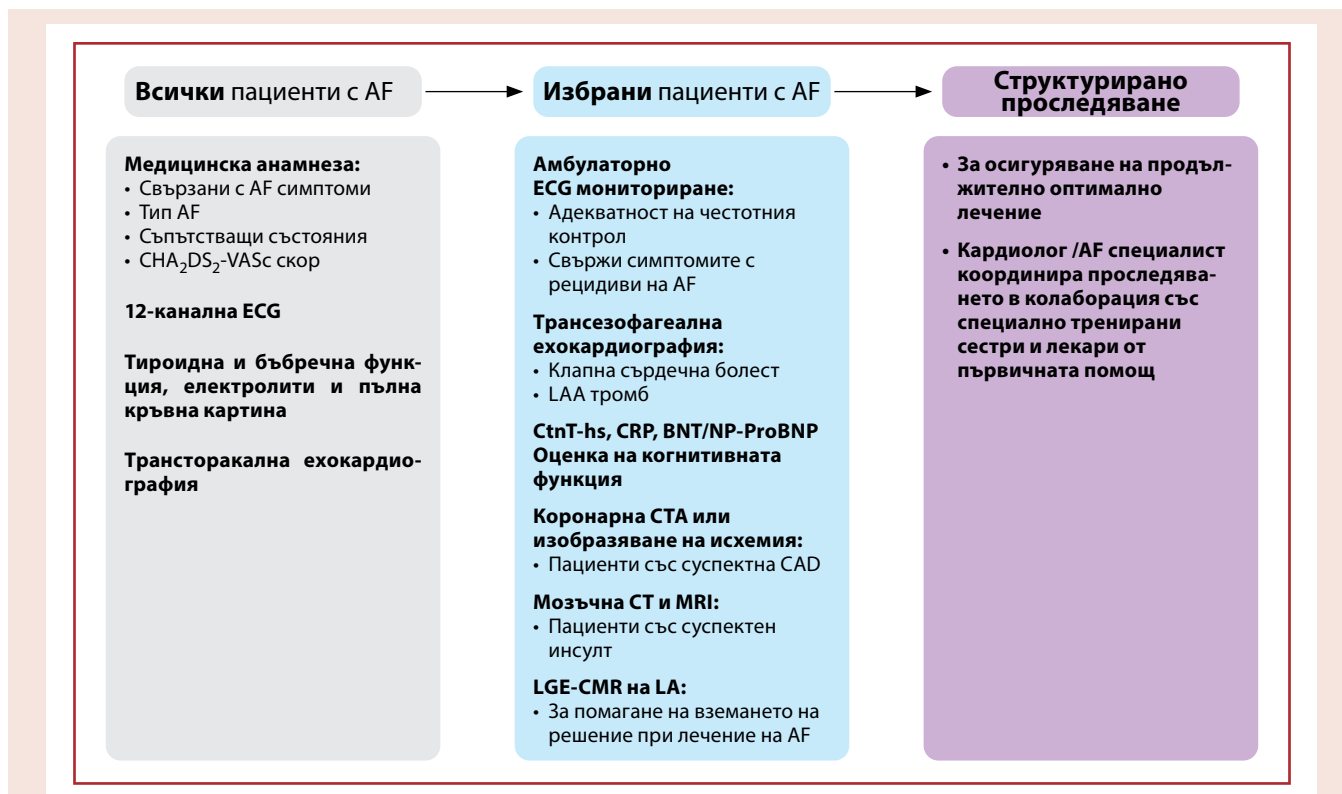 Всички пациенти с AF
Избрани пациенти с AF
Структурирано
проследяване
Медицинска анамнеза:
• Свързани с AF симптоми
• Тип AF
• Съпътстващи състояния
• CHA₂DS₂-VASc скор
12-канална ECG
Тироидна и бъбречна функ-
ция, електролити и пълна
кръвна картина
Трансторакална ехокардио-
графия
Амбулаторно
ECG мониториране:
• Адекватност на честотния
контрол
• Свържи симптомите с
рецидиви на AF
Трансезофагеална
ехокардиография:
• Клапна сърдечна болест
• LAA тромб
CtnT-hs, CRP, BNT/NP-ProBNP
Оценка на когнитивната
функция
Коронарна CTA или
изобразяване на исхемия:
• Пациенти със суспектна CAD
Мозъчна CT и MRI:
• Пациенти със суспектен
инсулт
LGE-CMR на LA:
• За помагане на вземането на
решение при лечение на AF
• За осигуряване на продъл-
жително оптимално
лечение
• Кардиолог /AF специалист
координира проследява-
нето в колаборация със
специално тренирани
сестри и лекари от
първичната помощ